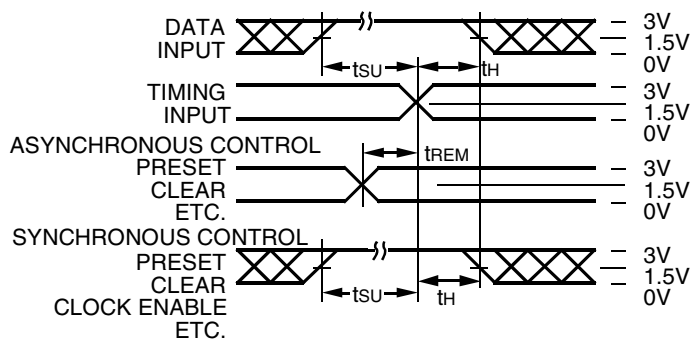 DATA
INPUT
3V
1.5V
0V
tSU
tH
TIMING
INPUT
3V
1.5V
0V
ASYNCHRONOUS CONTROL
PRESET
CLEAR
ETC.
tREM
3V
1.5V
0V
SYNCHRONOUS CONTROL
PRESET
CLEAR
CLOCK ENABLE
ETC.
tSU
tH
3V
1.5V
0V